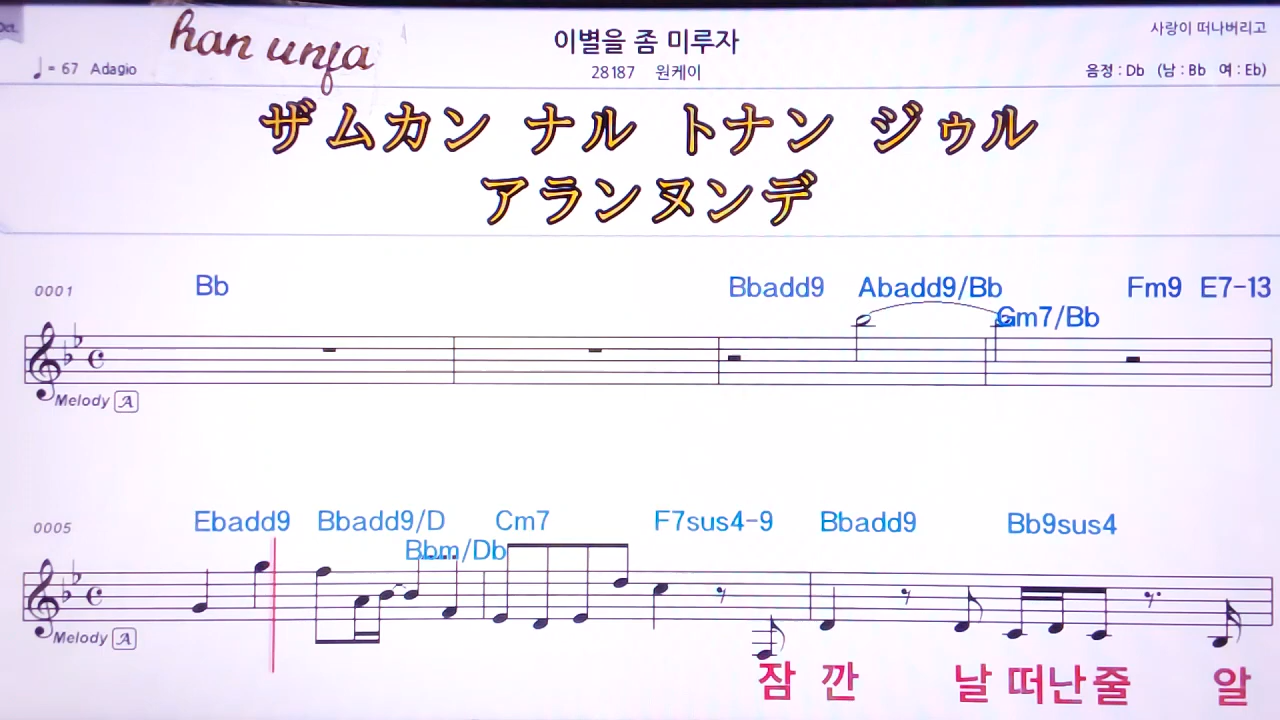 Oct.
han unja
이별을 좀 미루자
사랑이 떠나버리고
♩= 67 Adagio
28187 원케이
음정 : Db (남 : Bb 여 : Eb)
ザムカン ナル トナン ジゥル
アランヌンデ
0001 Bb Bbadd9 Abadd9/Bb Gm7/Bb Fm9 E7-13
Melody A
0005 Ebadd9 Bbadd9/D Bbm/Db Cm7 F7sus4-9 Bbadd9 Bb9sus4
Melody A
잠 깐 날 떠난줄 알